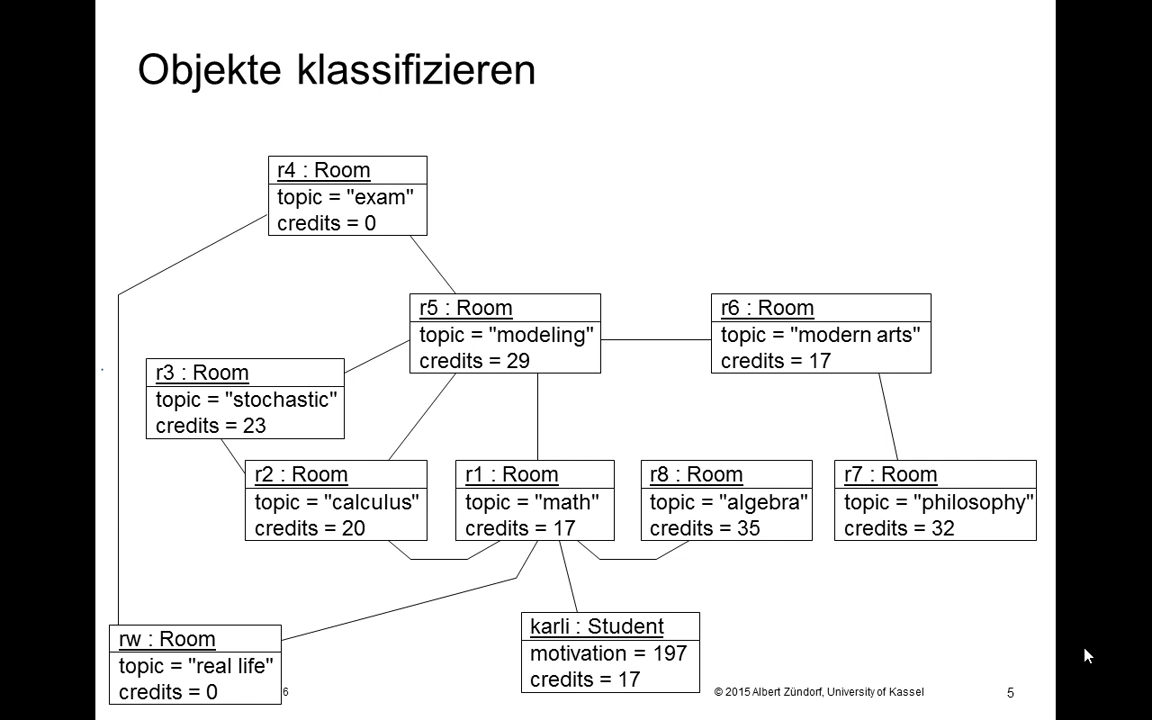 Objekte klassifizieren
r4 : Room
topic = "exam"
credits = 0
r5 : Room
topic = "modeling"
credits = 29
r6 : Room
topic = "modern arts"
credits = 17
r3 : Room
topic = "stochastic"
credits = 23
r2 : Room
topic = "calculus"
credits = 20
r1 : Room
topic = "math"
credits = 17
r8 : Room
topic = "algebra"
credits = 35
r7 : Room
topic = "philosophy"
credits = 32
karli : Student
motivation = 197
credits = 17
rw : Room
topic = "real life"
credits = 0
6
© 2015 Albert Zündorf, University of Kassel
5